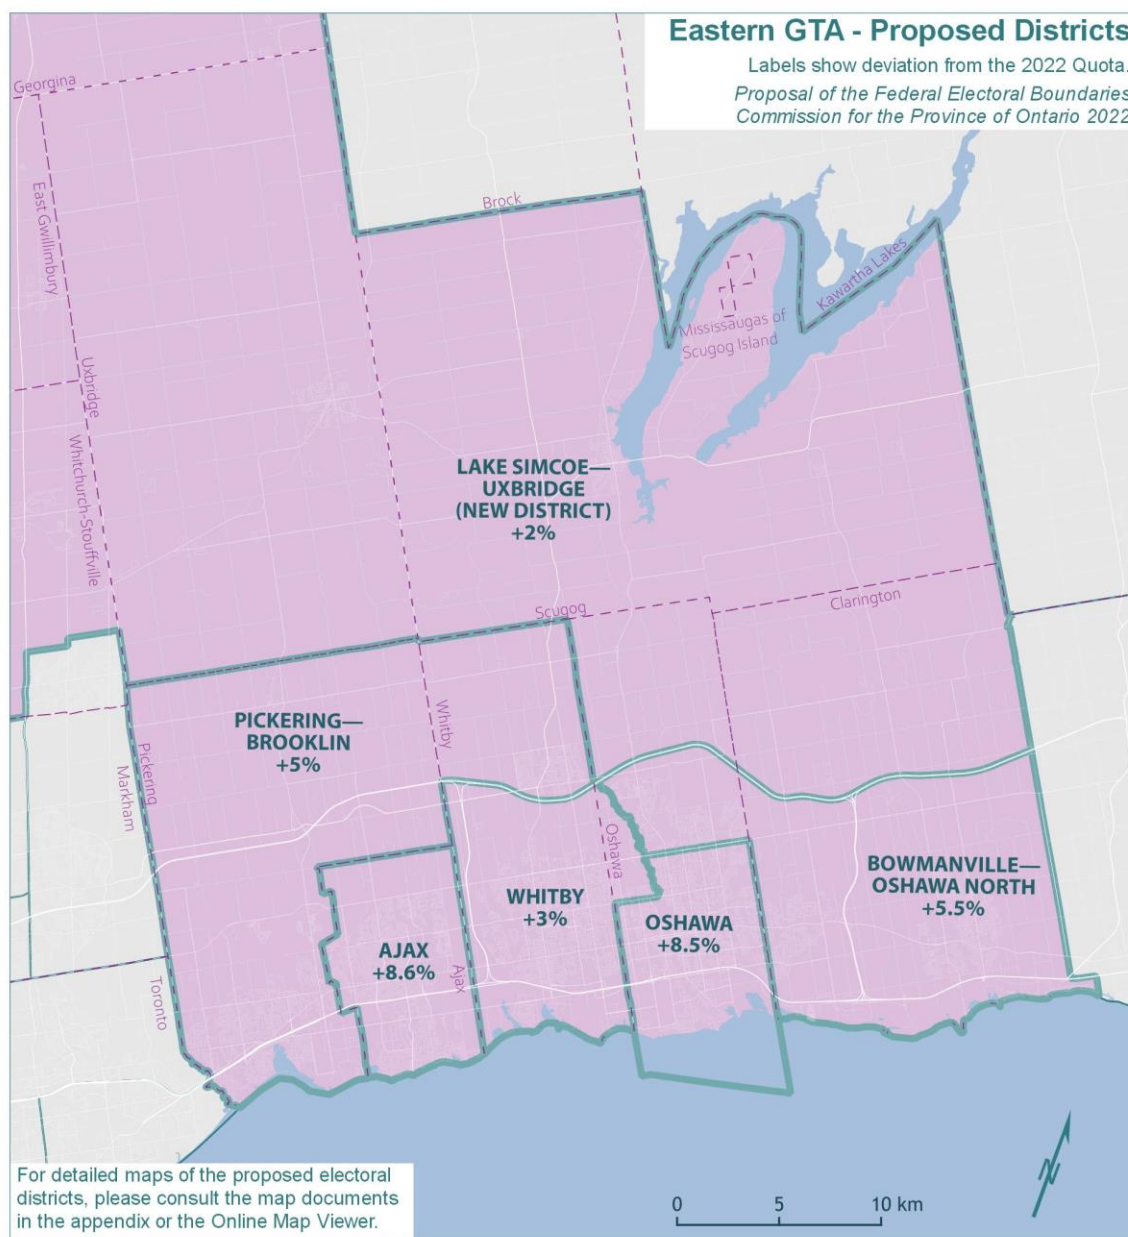 Eastern GTA - Proposed Districts
Labels show deviation from the 2022 Quota.
Proposal of the Federal Electoral Boundaries
Commission for the Province of Ontario 2022
Georgina
East Gwillimbury
Brock
Kawartha Lakes
Mississaugas of
Scugog Island
Uxbridge
Whitchurch-Stouffville
LAKE SIMCOE—
UXBRIDGE
(NEW DISTRICT)
+2%
Scugog
Clarington
PICKERING—
BROOKLIN
+5%
Whitby
Pickering
Markham
Oshawa
BOWMANVILLE—
OSHAWA NORTH
+5.5%
WHITBY
+3%
OSHAWA
+8.5%
AJAX
+8.6%
Ajax
Toronto
For detailed maps of the proposed electoral
districts, please consult the map documents
in the appendix or the Online Map Viewer.
0 5 10 km
N